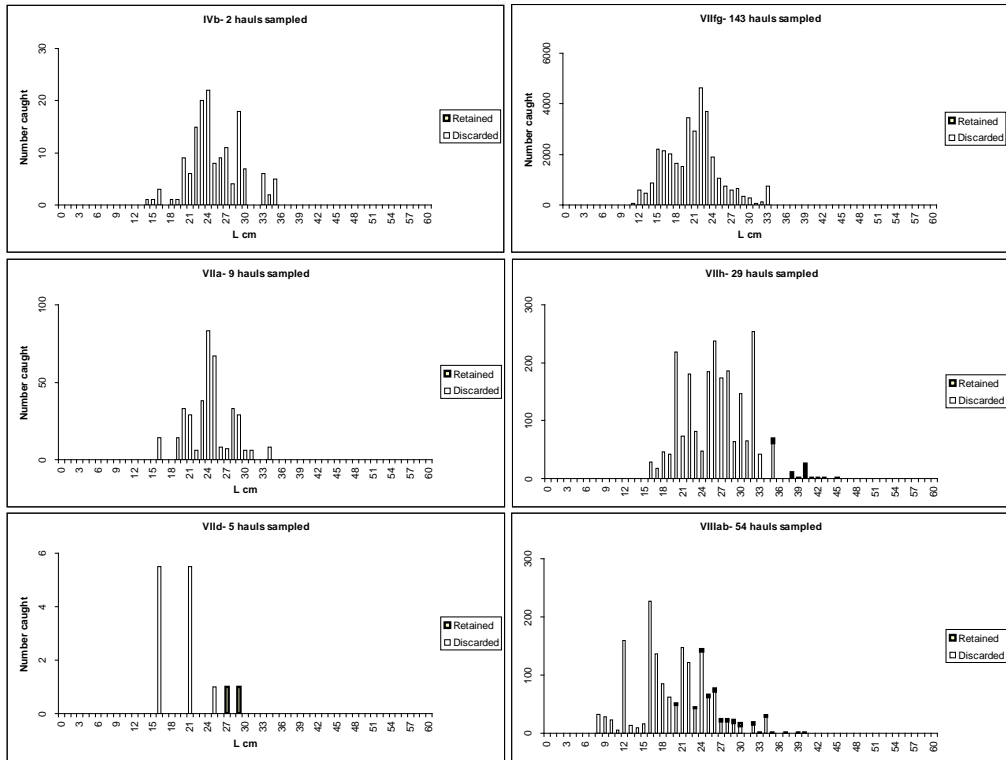 IVb- 2 hauls sampled
Number caught
30
20
10
0
0 3 6 9 12 15 18 21 24 27 30 33 36 39 42 45 48 51 54 57 60
L cm
Retained
Discarded
VIIfg- 143 hauls sampled
Number caught
6000
4000
2000
0
0 3 6 9 12 15 18 21 24 27 30 33 36 39 42 45 48 51 54 57 60
L cm
Retained
Discarded
VIIa- 9 hauls sampled
Number caught
100
50
0
0 3 6 9 12 15 18 21 24 27 30 33 36 39 42 45 48 51 54 57 60
L cm
Retained
Discarded
VIIh- 29 hauls sampled
300
200
100
0
0 3 6 9 12 15 18 21 24 27 30 33 36 39 42 45 48 51 54 57 60
Retained
Discarded
VIId- 5 hauls sampled
Number caught
6
4
2
0
0 3 6 9 12 15 18 21 24 27 30 33 36 39 42 45 48 51 54 57 60
L cm
Retained
Discarded
VIIIab- 54 hauls sampled
300
200
100
0
0 3 6 9 12 15 18 21 24 27 30 33 36 39 42 45 48 51 54 57 60
Retained
Discarded